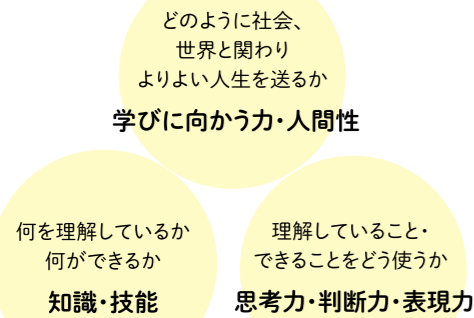 どのように社会、
世界と関わり
よりよい人生を送るか
学びに向かう力・人間性
何を理解しているか
何ができるか
知識・技能
理解していること・
できることをどう使うか
思考力・判断力・表現力